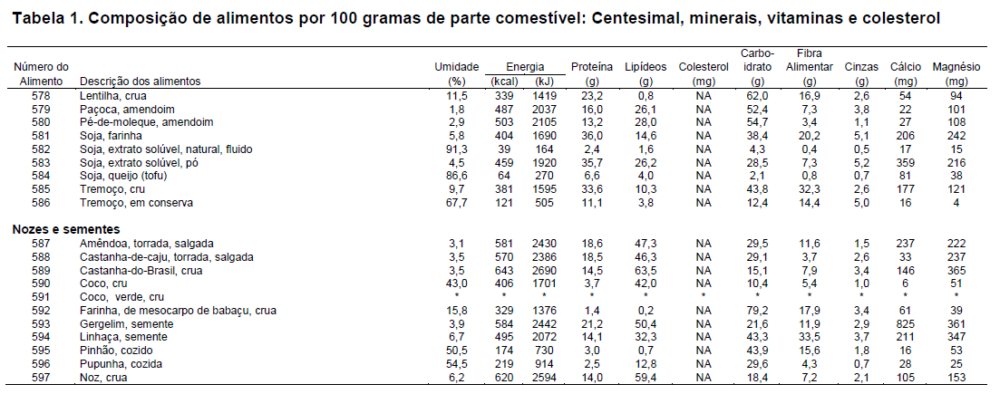 Tabela 1. Composição de alimentos por 100 gramas de parte comestível: Centesimal, minerais, vitaminas e colesterol
Carbo- Fibra
Número do Umidade Energia Proteína Lipídeos Colesterol idrato Alimentar Cinzas Cálcio Magnésio
Alimento Descrição dos alimentos (%) (kcal) (kJ) (g) (g) (mg) (g) (g) (g) (mg) (mg)
578 Lentilha, crua 11,5 339 1419 23,2 0,8 NA 62,0 16,9 2,6 54 94
579 Paçoca, amendoim 1,8 487 2037 16,0 26,1 NA 52,4 7,3 3,8 22 101
580 Pé-de-moleque, amendoim 2,9 503 2105 13,2 28,0 NA 54,7 3,4 1,1 27 108
581 Soja, farinha 5,8 404 1690 36,0 14,6 NA 38,4 20,2 5,1 206 242
582 Soja, extrato solúvel, natural, fluido 91,3 39 164 2,4 1,6 NA 4,3 0,4 0,5 17 15
583 Soja, extrato solúvel, pó 4,5 459 1920 35,7 26,2 NA 28,5 7,3 5,2 359 216
584 Soja, queijo (tofu) 86,6 64 270 6,6 4,0 NA 2,1 0,8 0,7 81 38
585 Tremoço, cru 9,7 381 1595 33,6 10,3 NA 43,8 32,3 2,6 177 121
586 Tremoço, em conserva 67,7 121 505 11,1 3,8 NA 12,4 14,4 5,0 16 4
Nozes e sementes
587 Amêndoa, torrada, salgada 3,1 581 2430 18,6 47,3 NA 29,5 11,6 1,5 237 222
588 Castanha-de-caju, torrada, salgada 3,5 570 2386 18,5 46,3 NA 29,1 3,7 2,6 33 237
589 Castanha-do-Brasil, crua 3,5 643 2690 14,5 63,5 NA 15,1 7,9 3,4 146 365
590 Coco, cru 43,0 406 1701 3,7 42,0 NA 10,4 5,4 1,0 6 51
591 Coco, verde, cru * * * * * * * * * * *
592 Farinha, de mesocarpo de babaçu, crua 15,8 329 1376 1,4 0,2 NA 79,2 17,9 3,4 61 39
593 Gergelim, semente 3,9 584 2442 21,2 50,4 NA 21,6 11,9 2,9 825 361
594 Linhaça, semente 6,7 495 2072 14,1 32,3 NA 43,3 33,5 3,7 211 347
595 Pinhão, cozido 50,5 174 730 3,0 0,7 NA 43,9 15,6 1,8 16 53
596 Pupunha, cozida 54,5 219 914 2,5 12,8 NA 29,6 4,3 0,7 28 25
597 Noz, crua 6,2 620 2594 14,0 59,4 NA 18,4 7,2 2,1 105 153